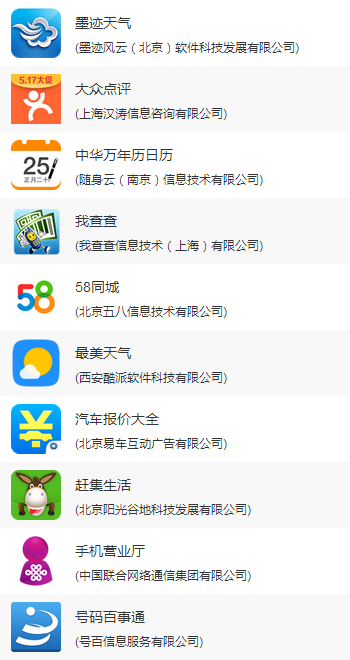 墨迹天气
(墨迹风云（北京）软件科技发展有限公司)
5.17大促
大众点评
(上海汉涛信息咨询有限公司)
25
正月二十
中华万年历日历
(随身云（南京）信息技术有限公司)
我查查
(我查查信息技术（上海）有限公司)
58
58同城
(北京五八信息技术有限公司)
最美天气
(西安酷派软件科技有限公司)
汽车报价大全
(北京易车互动广告有限公司)
赶集生活
(北京阳光谷地科技发展有限公司)
手机营业厅
(中国联合网络通信集团有限公司)
号码百事通
(号百信息服务有限公司)